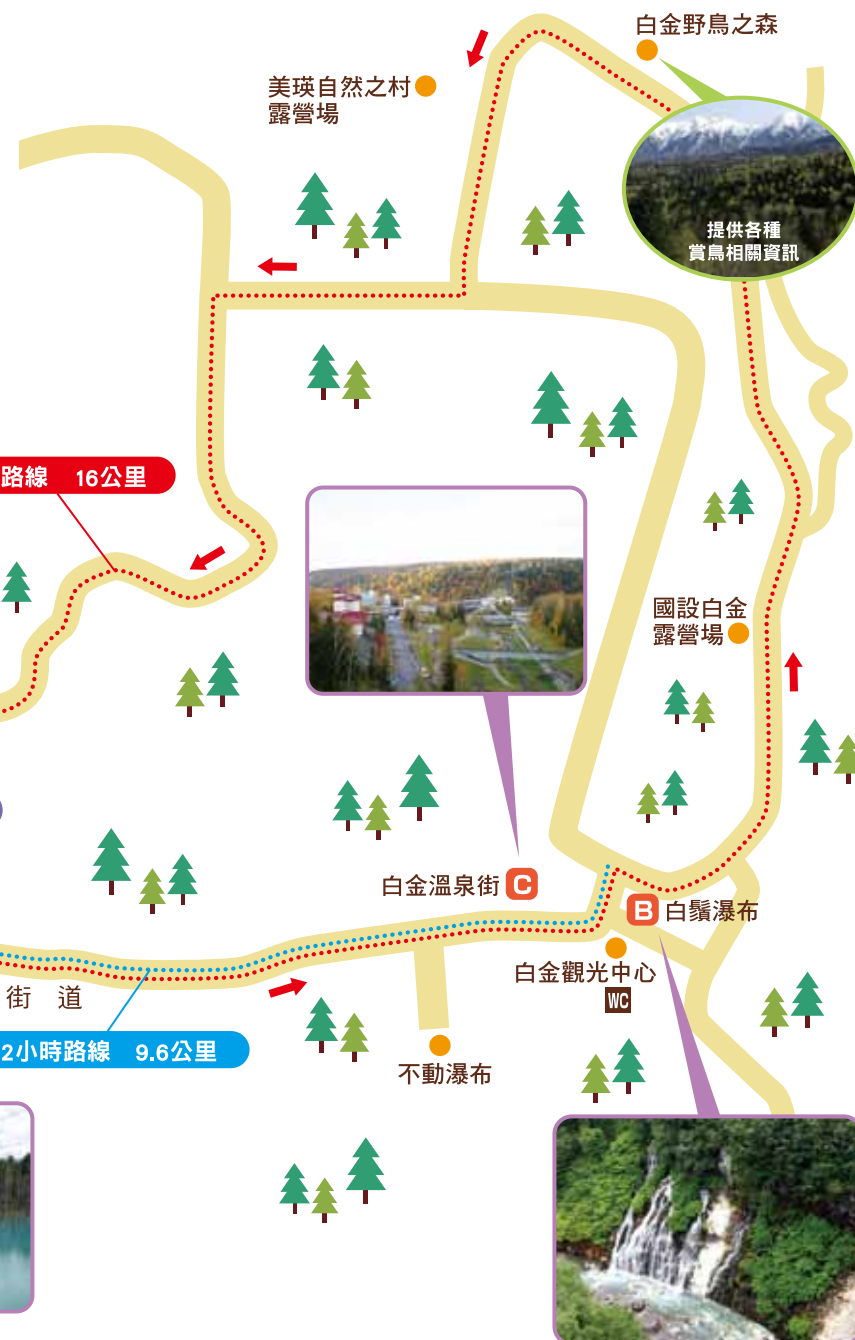 白金野鳥之森
美瑛自然之村
露營場
提供各種
賞鳥相關資訊
路線 16公里
國設白金
露營場
白金溫泉街 C
B 白鬚瀑布
白金觀光中心
WC
街 道
2小時路線 9.6公里
不動瀑布